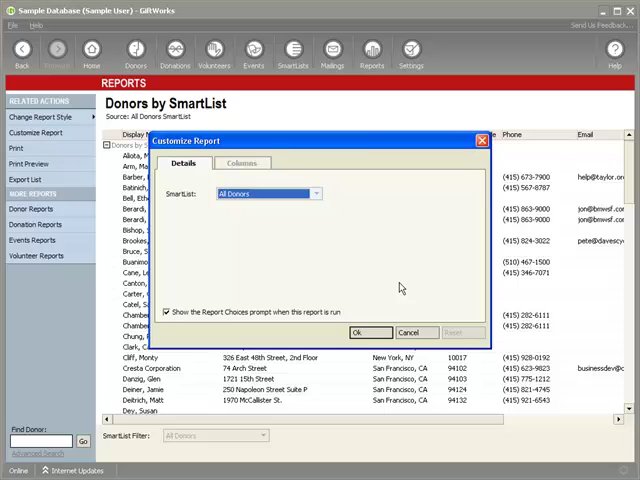 Sample Database (Sample User) - GiftWorks
File Help Send Us Feedback...
Back Forward Home Donors Donations Volunteers Events SmartLists Mailings Reports Settings Help
REPORTS
RELATED ACTIONS
Change Report Style
Customize Report
Print
Print Preview
Export List
MORE REPORTS
Donor Reports
Donation Reports
Events Reports
Volunteer Reports
Find Donor:
Go
Advanced Search
Donors by SmartList
Source: All Donors SmartList
Display Phone Email
Donors by S
Aliota, M
Arm, Ma
Barber, (415) 673-7900 help@taylor.or
Batinich (415) 567-8787
Bell, Eth
Berard, (415) 863-9000 jon@bmwsf.com
Berard, (415) 863-9000 jon@bmwsf.com
Bishop,
Boursie (415) 824-3022 pete@davescy
Bruce, S
Buanimo (510) 467-1500
Cane, Le (415) 346-7071
Canton,
Carter, G
Catel, Sa
Chambe (415) 282-6111
Chambe (415) 282-6111
Chung, F
Clark, C
Cliff, Monty 326 East 48th Street, 2nd Floor New York, NY 10017 (415) 928-0192
Cresta Corporation 74 Arch Street San Francisco, CA 94102 (415) 623-9823 businessdev@c
Danzig, Glen 1721 15th Street San Francisco, CA 94103 (415) 775-1212
Deiner, Jamie 250 Napoleon Street Suite P San Francisco, CA 94124 (415) 821-4745
Deitrich, Matt 1970 McCallister St. San Francisco, CA 94132 (415) 921-6543
Dey, Susan
SmartList Filter: All Donors
Customize Report
Details Columns
SmartList: All Donors
Show the Report Choices prompt when this report is run
Ok Cancel Reset
Online Internet Updates